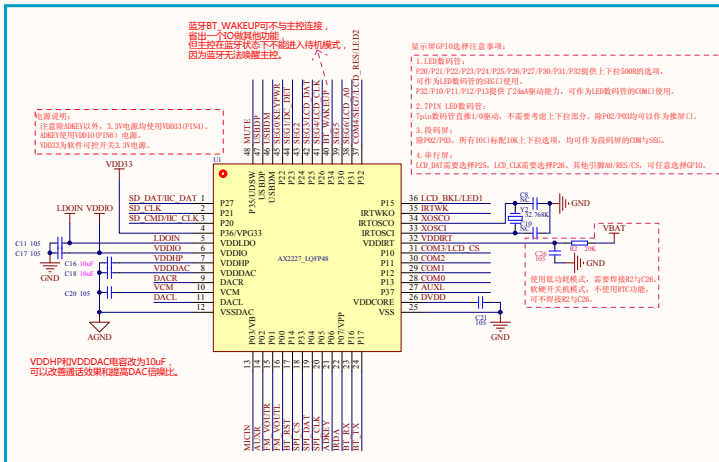 蓝牙BT_WAKEUP可不与主控连接，
省出一个IO做其他功能，
但主控在蓝牙状态下不能进入待机模式，
因为蓝牙无法唤醒主控。
显示屏GPIO选择注意事项：
1.LED数码管：
P20/P21/P22/P23/P24/P25/P26/P27/P30/P31/P32提供上下拉500R的选项，
可作为LED数码管的SEG口使用。
P32/P10/P11/P12/P13提供了24mA驱动能力，可作为LED数码管的COM口使用。
2.7PIN LED数码管：
7pin数码管直推1/0驱动，不需要考虑上下拉部分。除P02/P03均可以作为推屏口。
3.段码屏：
除P02/P03，所有IO口标配10K上下拉选项，均可作为段码屏的COM与SEG。
4.串行屏：
LCD_DAT需要选择P25，LCD_CLK需要选择P26。其他引脚A0/RES/CS，可任意选择GPIO。
电源说明：
注意除ADKEY以外，3.3V电源均使用VDD33(PIN4)。
ADKEY使用VDDIO(PIN6)电源。
VDD33为软件可控开关3.3V电源。
VDD33
U1
48 MUTE
47 USBDP
46 USBDM
45 SEG0/KEYPWR
44 SEG1/DC_DET
43 SEG2
42 SEG3/LCD_DAT
41 SEG4/LCD_CLK
40 BT_WAKEUP
39 SEG5
38 SEG6/LCD_A0
37 COM4/SEG7/LCD_RES/LED2
P35/UDSW
USBDP
USBDM
P22
P23
P24
P25
P26
P34
P30
P31
P32
SD_DAT/IIC_DAT 1 P27
SD_CLK 2 P21
SD_CMD/IIC_CLK 3 P20
4 P36/VPG33
LDOIN 5 VDDLDO
VDDIO 6 VDDIO
VDDHP 7 VDDHP
VDDDAC 8 VDDDAC
DACR 9 DACR
VCM 10 VCM
DACL 11 DACL
12 VSSDAC
LDOIN VDDIO
C11 105
C17 105
GND
C16 10uF
C18 10uF
C20 105
AGND
AX2227_LQFP48
P15 36 LCD_BKL/LED1
IRTWKO 35 IRTWK
IRTOSCO 34 XOSCO
IRTOSCI 33 XOSCI
VDDIRT 32 VDDIRT
P10 31 COM3/LCD_CS
P11 30 COM2
P12 29 COM1
P13 28 COM0
P37 27 AUXL
VDDCORE 26 DVDD
VSS 25
C8
NC
Y2
32.768K
C10
NC
GND
VBAT
R2 20K
C26
105
GND
使用低功耗模式，需要焊接R2与C26。
软硬开关机模式，不使用RTC功能，
可不焊接R2与C26。
C21
105
GND
P03/VB
P02
P01
P00
P14
P33
P04
P05
P06
P07/VPP
P16
P17
13 MICIN
14 AUXR
15 FM_VOUTR
16 FM_VOUTL
17 BT_RST
18 SPI_CS
19 SPI_DAT
20 SPI_CLK
21 ADKEY
22 IRDA
23 BT_RX
24 BT_TX
VDDHP和VDDDAC电容改为10uF，
可以改善通话效果和提高DAC信噪比。